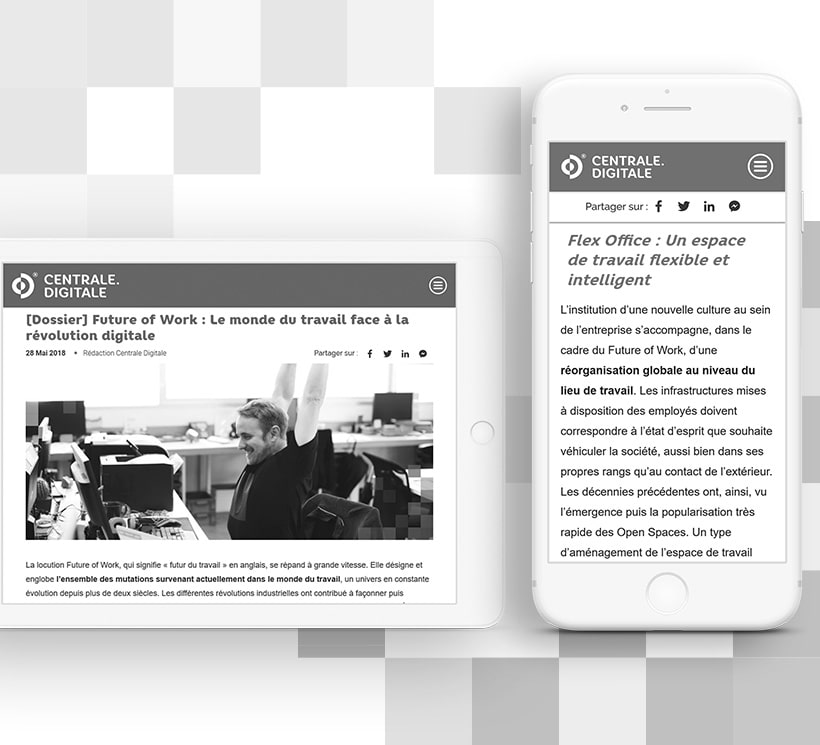 CENTRALE.
DIGITALE
[Dossier] Future of Work : Le monde du travail face à la
révolution digitale
28 Mai 2018 • Rédaction Centrale Digitale
Partager sur :
La locution Future of Work, qui signifie « futur du travail » en anglais, se répand à grande vitesse. Elle désigne et
englobe l'ensemble des mutations survenant actuellement dans le monde du travail, un univers en constante
évolution depuis plus de deux siècles. Les différentes révolutions industrielles ont contribué à façonner puis
CENTRALE.
DIGITALE
Partager sur :
Flex Office : Un espace
de travail flexible et
intelligent
L'institution d'une nouvelle culture au sein
de l'entreprise s'accompagne, dans le
cadre du Future of Work, d'une
réorganisation globale au niveau du
lieu de travail. Les infrastructures mises
à disposition des employés doivent
correspondre à l'état d'esprit que souhaite
véhiculer la société, aussi bien dans ses
propres rangs qu'au contact de l'extérieur.
Les décennies précédentes ont, ainsi, vu
l'émergence puis la popularisation très
rapide des Open Spaces. Un type
d'aménagement de l'espace de travail